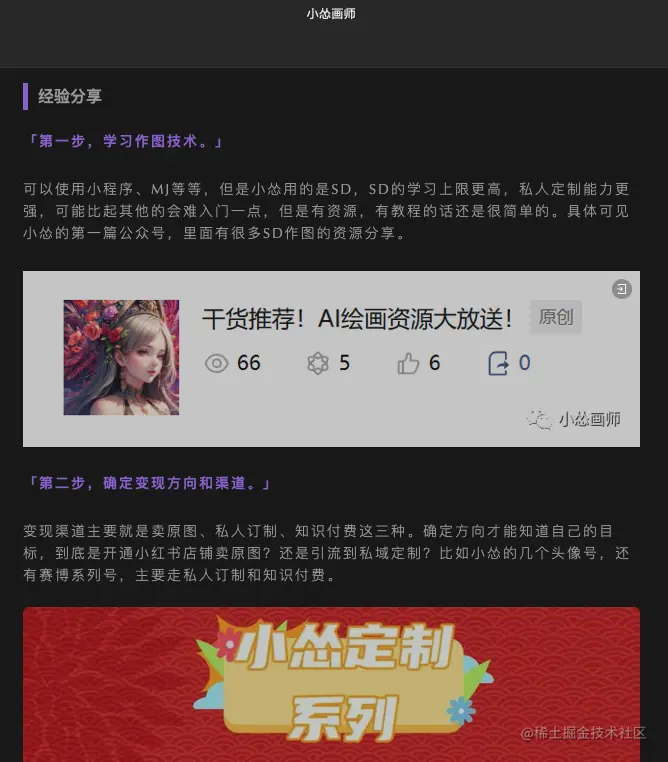 小怂画师
经验分享
「第一步，学习作图技术。」
可以使用小程序、MJ等等，但是小怂用的是SD，SD的学习上限更高，私人定制能力更
强，可能比起其他的会难入门一点，但是有资源，有教程的话还是很简单的。具体可见
小怂的第一篇公众号，里面有很多SD作图的资源分享。
干货推荐！AI绘画资源大放送！ 原创
66 5 6 0
小怂画师
「第二步，确定变现方向和渠道。」
变现渠道主要就是卖原图、私人订制、知识付费这三种。确定方向才能知道自己的目
标，到底是开通小红书店铺卖原图？还是引流到私域定制？比如小怂的几个头像号，还
有赛博系列号，主要走私人订制和知识付费。
小怂定制
系列
@稀土掘金技术社区